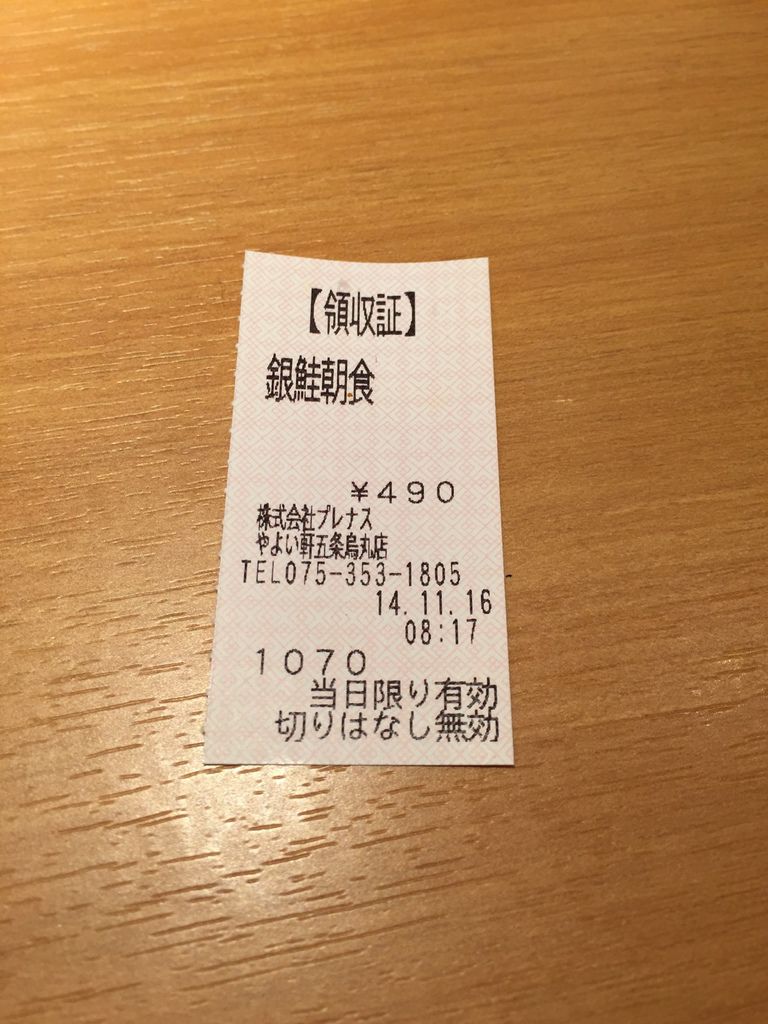 【領収証】
銀鮭朝食
¥490
株式会社プレナス
やよい軒五条烏丸店
TEL075-353-1805
14.11.16
08:17
1070
当日限り有効
切りはなし無効